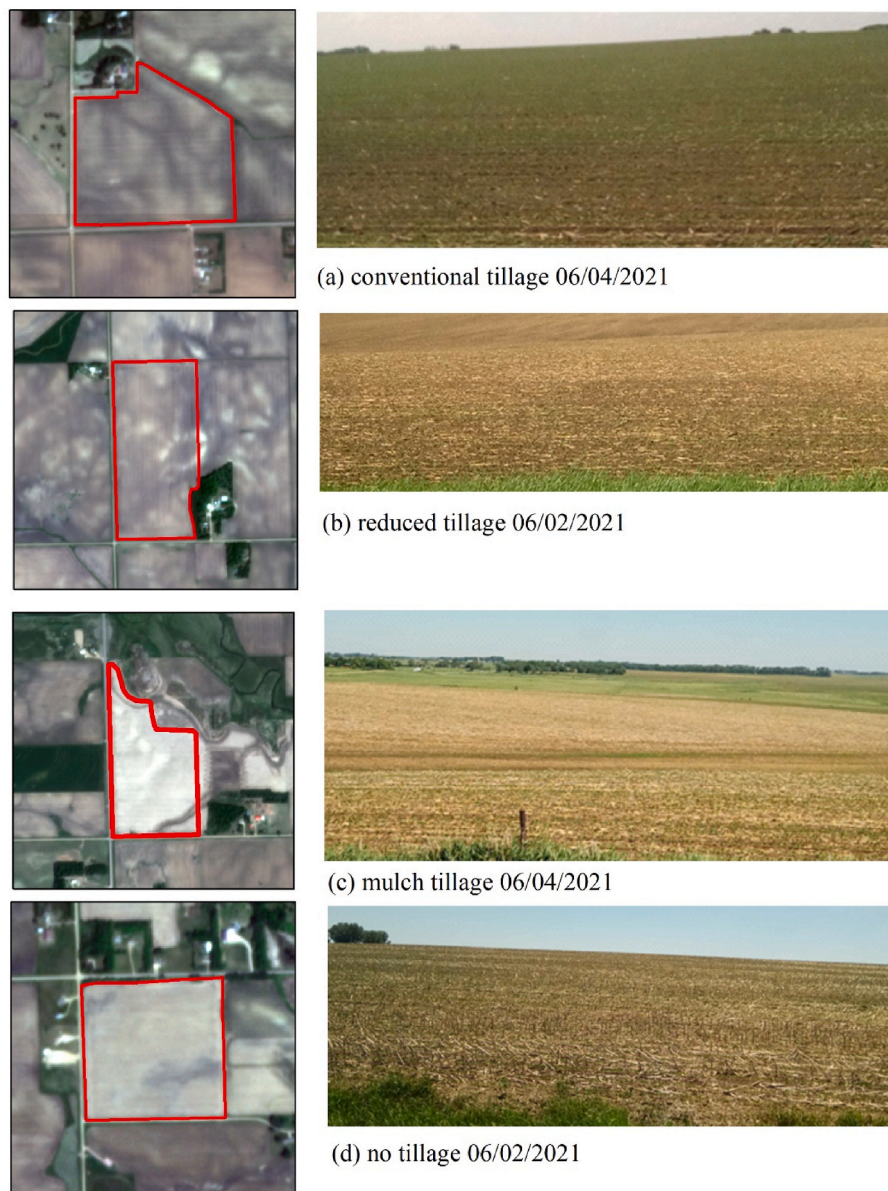 (a) conventional tillage 06/04/2021
(b) reduced tillage 06/02/2021
(c) mulch tillage 06/04/2021
(d) no tillage 06/02/2021